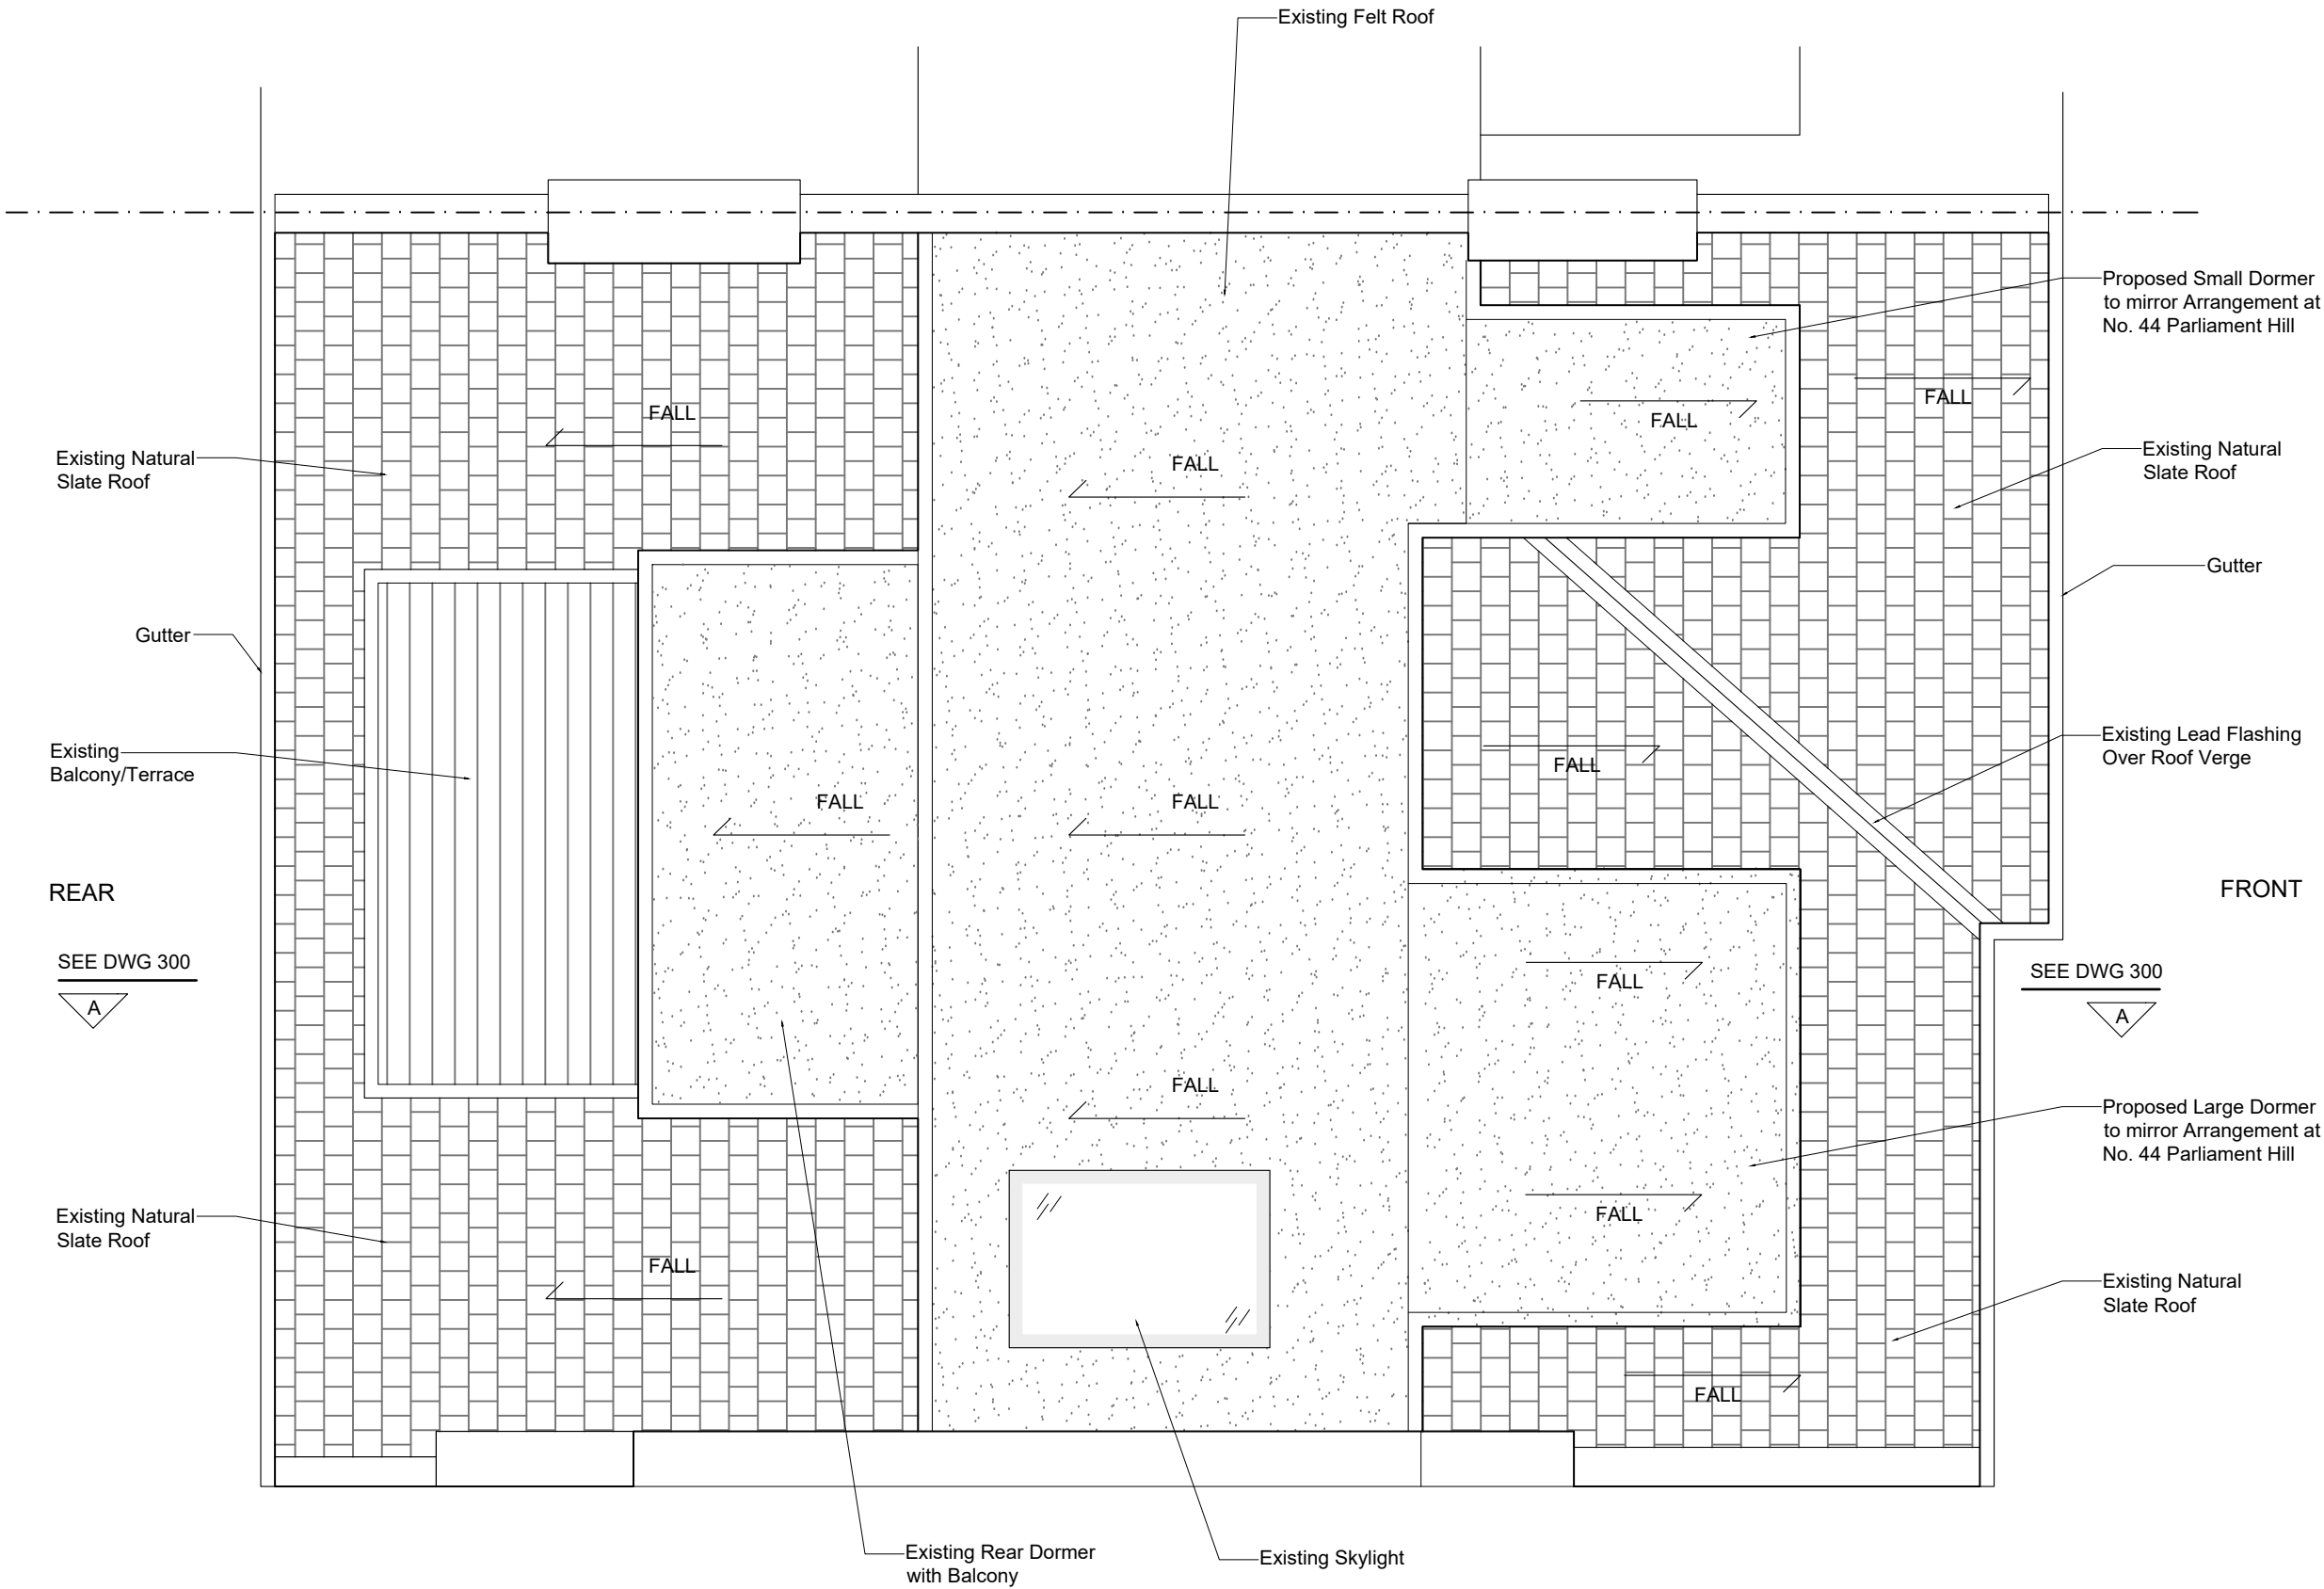 Existing Felt Roof
Proposed Small Dormer
to mirror Arrangement at
No. 44 Parliament Hill
FALL
FALL
FALL
FALL
Existing Natural
Slate Roof
Existing Natural
Slate Roof
Gutter
Gutter
Existing
Balcony/Terrace
Existing Lead Flashing
Over Roof Verge
FALL
FALL
FALL
REAR
FRONT
SEE DWG 300
A
SEE DWG 300
A
FALL
FALL
Proposed Large Dormer
to mirror Arrangement at
No. 44 Parliament Hill
FALL
Existing Natural
Slate Roof
FALL
Existing Natural
Slate Roof
FALL
Existing Rear Dormer
with Balcony
Existing Skylight